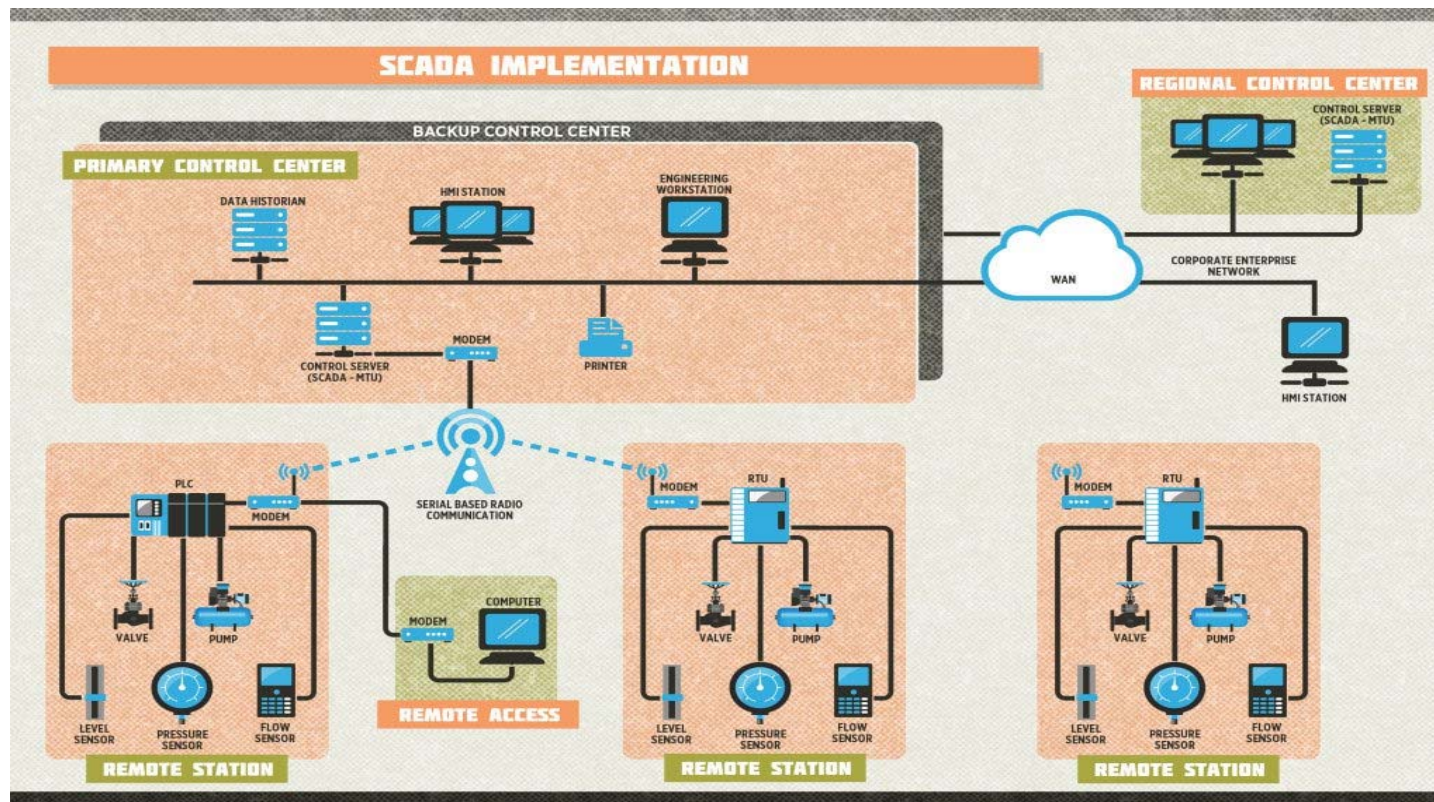 SCADA IMPLEMENTATION
REGIONAL CONTROL CENTER
CONTROL SERVER
(SCADA - MTU)
BACKUP CONTROL CENTER
PRIMARY CONTROL CENTER
DATA HISTORIAN
HMI STATION
ENGINEERING
WORKSTATION
WAN
CORPORATE ENTERPRISE
NETWORK
CONTROL SERVER
(SCADA - MTU)
MODEM
PRINTER
HMI STATION
SERIAL BASED RADIO
COMMUNICATION
PLC
MODEM
VALVE
PUMP
LEVEL
SENSOR
PRESSURE
SENSOR
FLOW
SENSOR
REMOTE STATION
MODEM
COMPUTER
REMOTE ACCESS
MODEM
RTU
VALVE
PUMP
LEVEL
SENSOR
PRESSURE
SENSOR
FLOW
SENSOR
REMOTE STATION
MODEM
RTU
VALVE
PUMP
LEVEL
SENSOR
PRESSURE
SENSOR
FLOW
SENSOR
REMOTE STATION